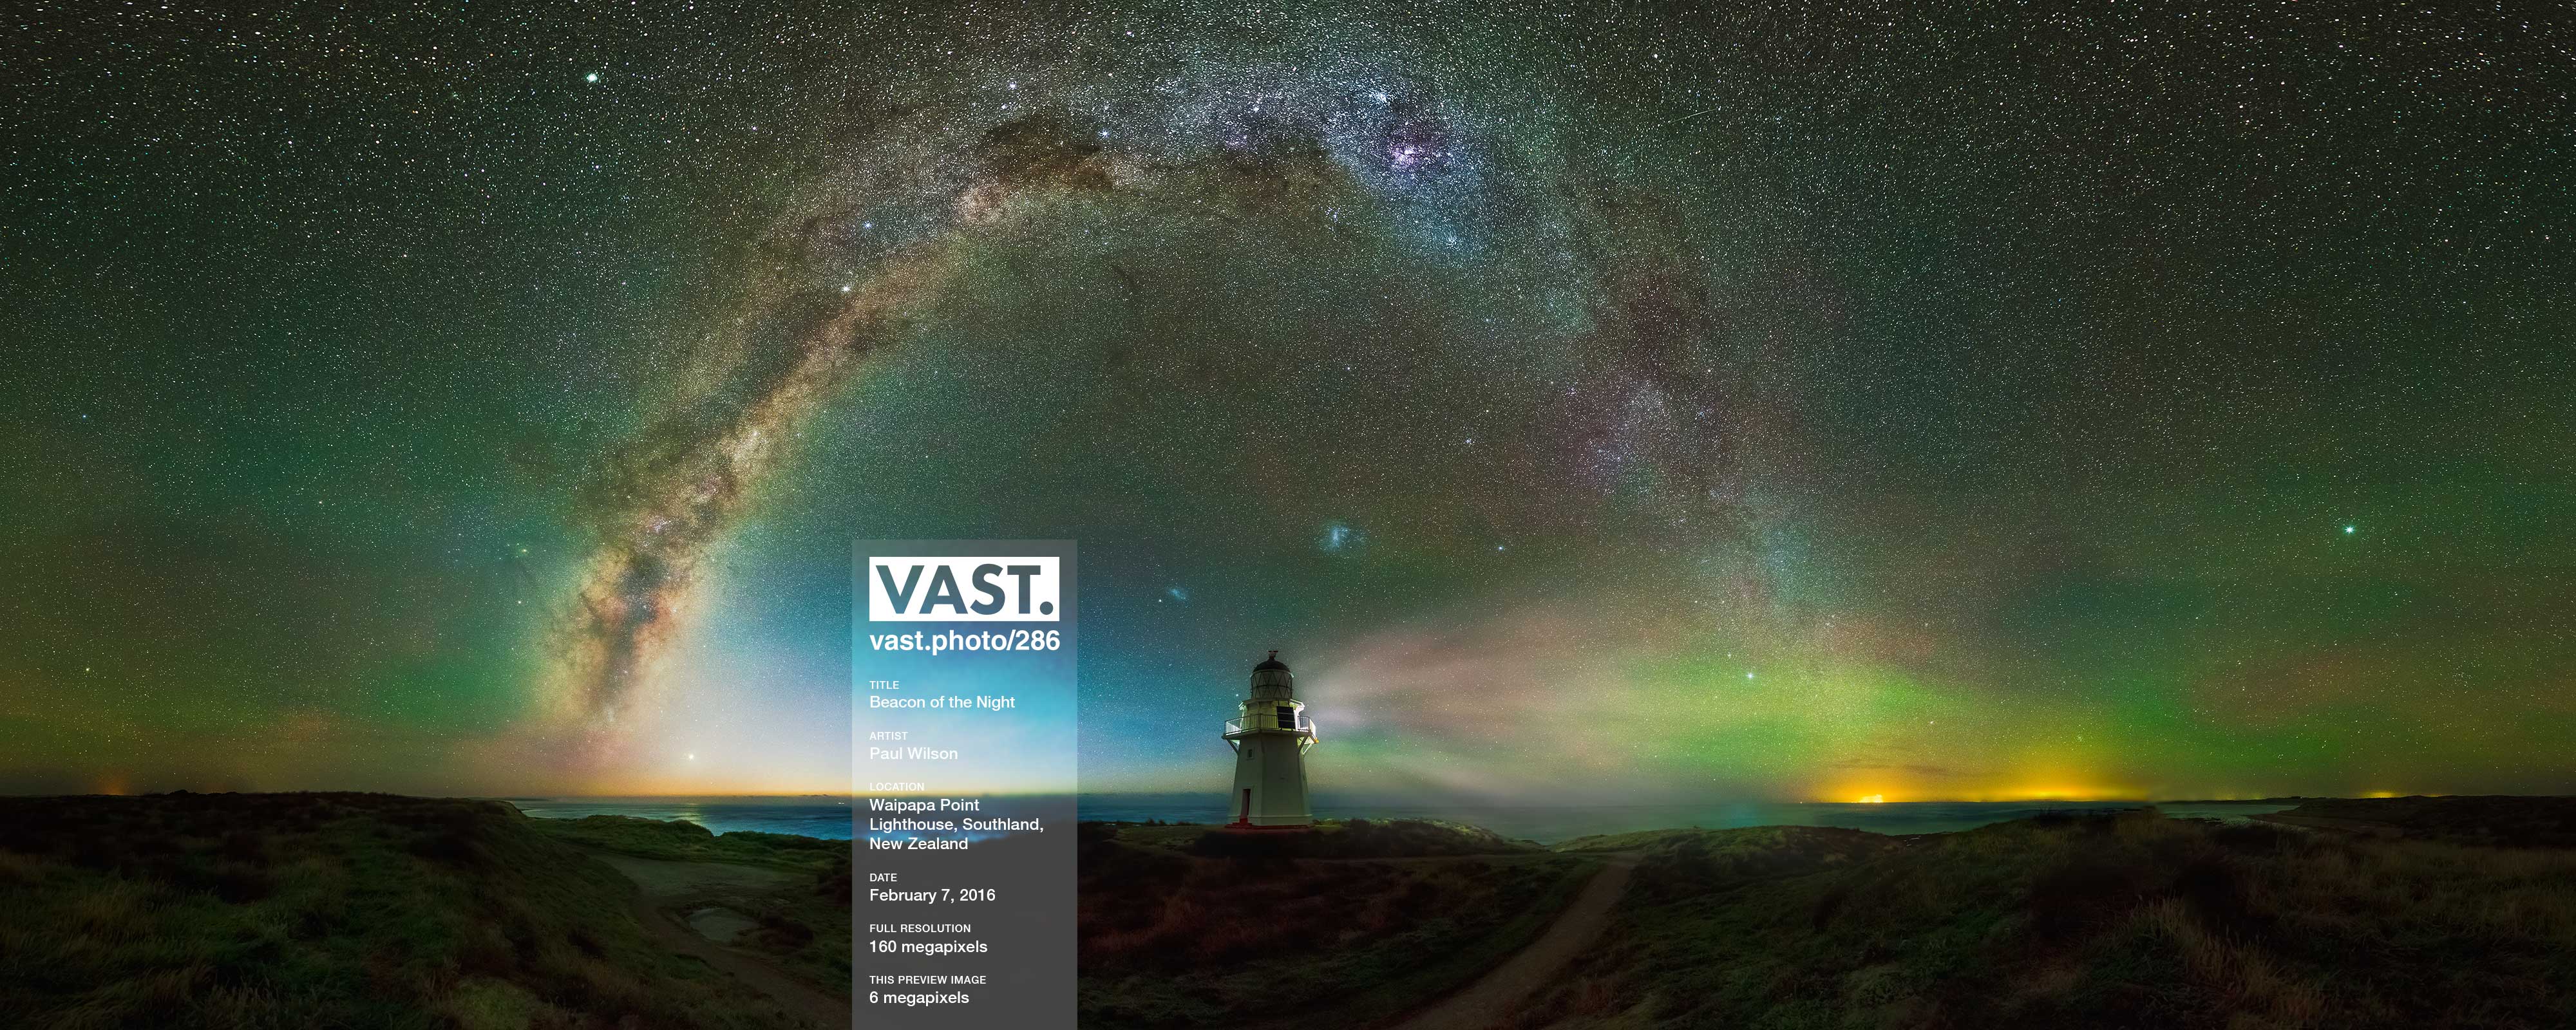 VAST.
vast.photo/286
TITLE
Beacon of the Night
ARTIST
Paul Wilson
LOCATION
Waipapa Point
Lighthouse, Southland,
New Zealand
DATE
February 7, 2016
FULL RESOLUTION
160 megapixels
THIS PREVIEW IMAGE
6 megapixels